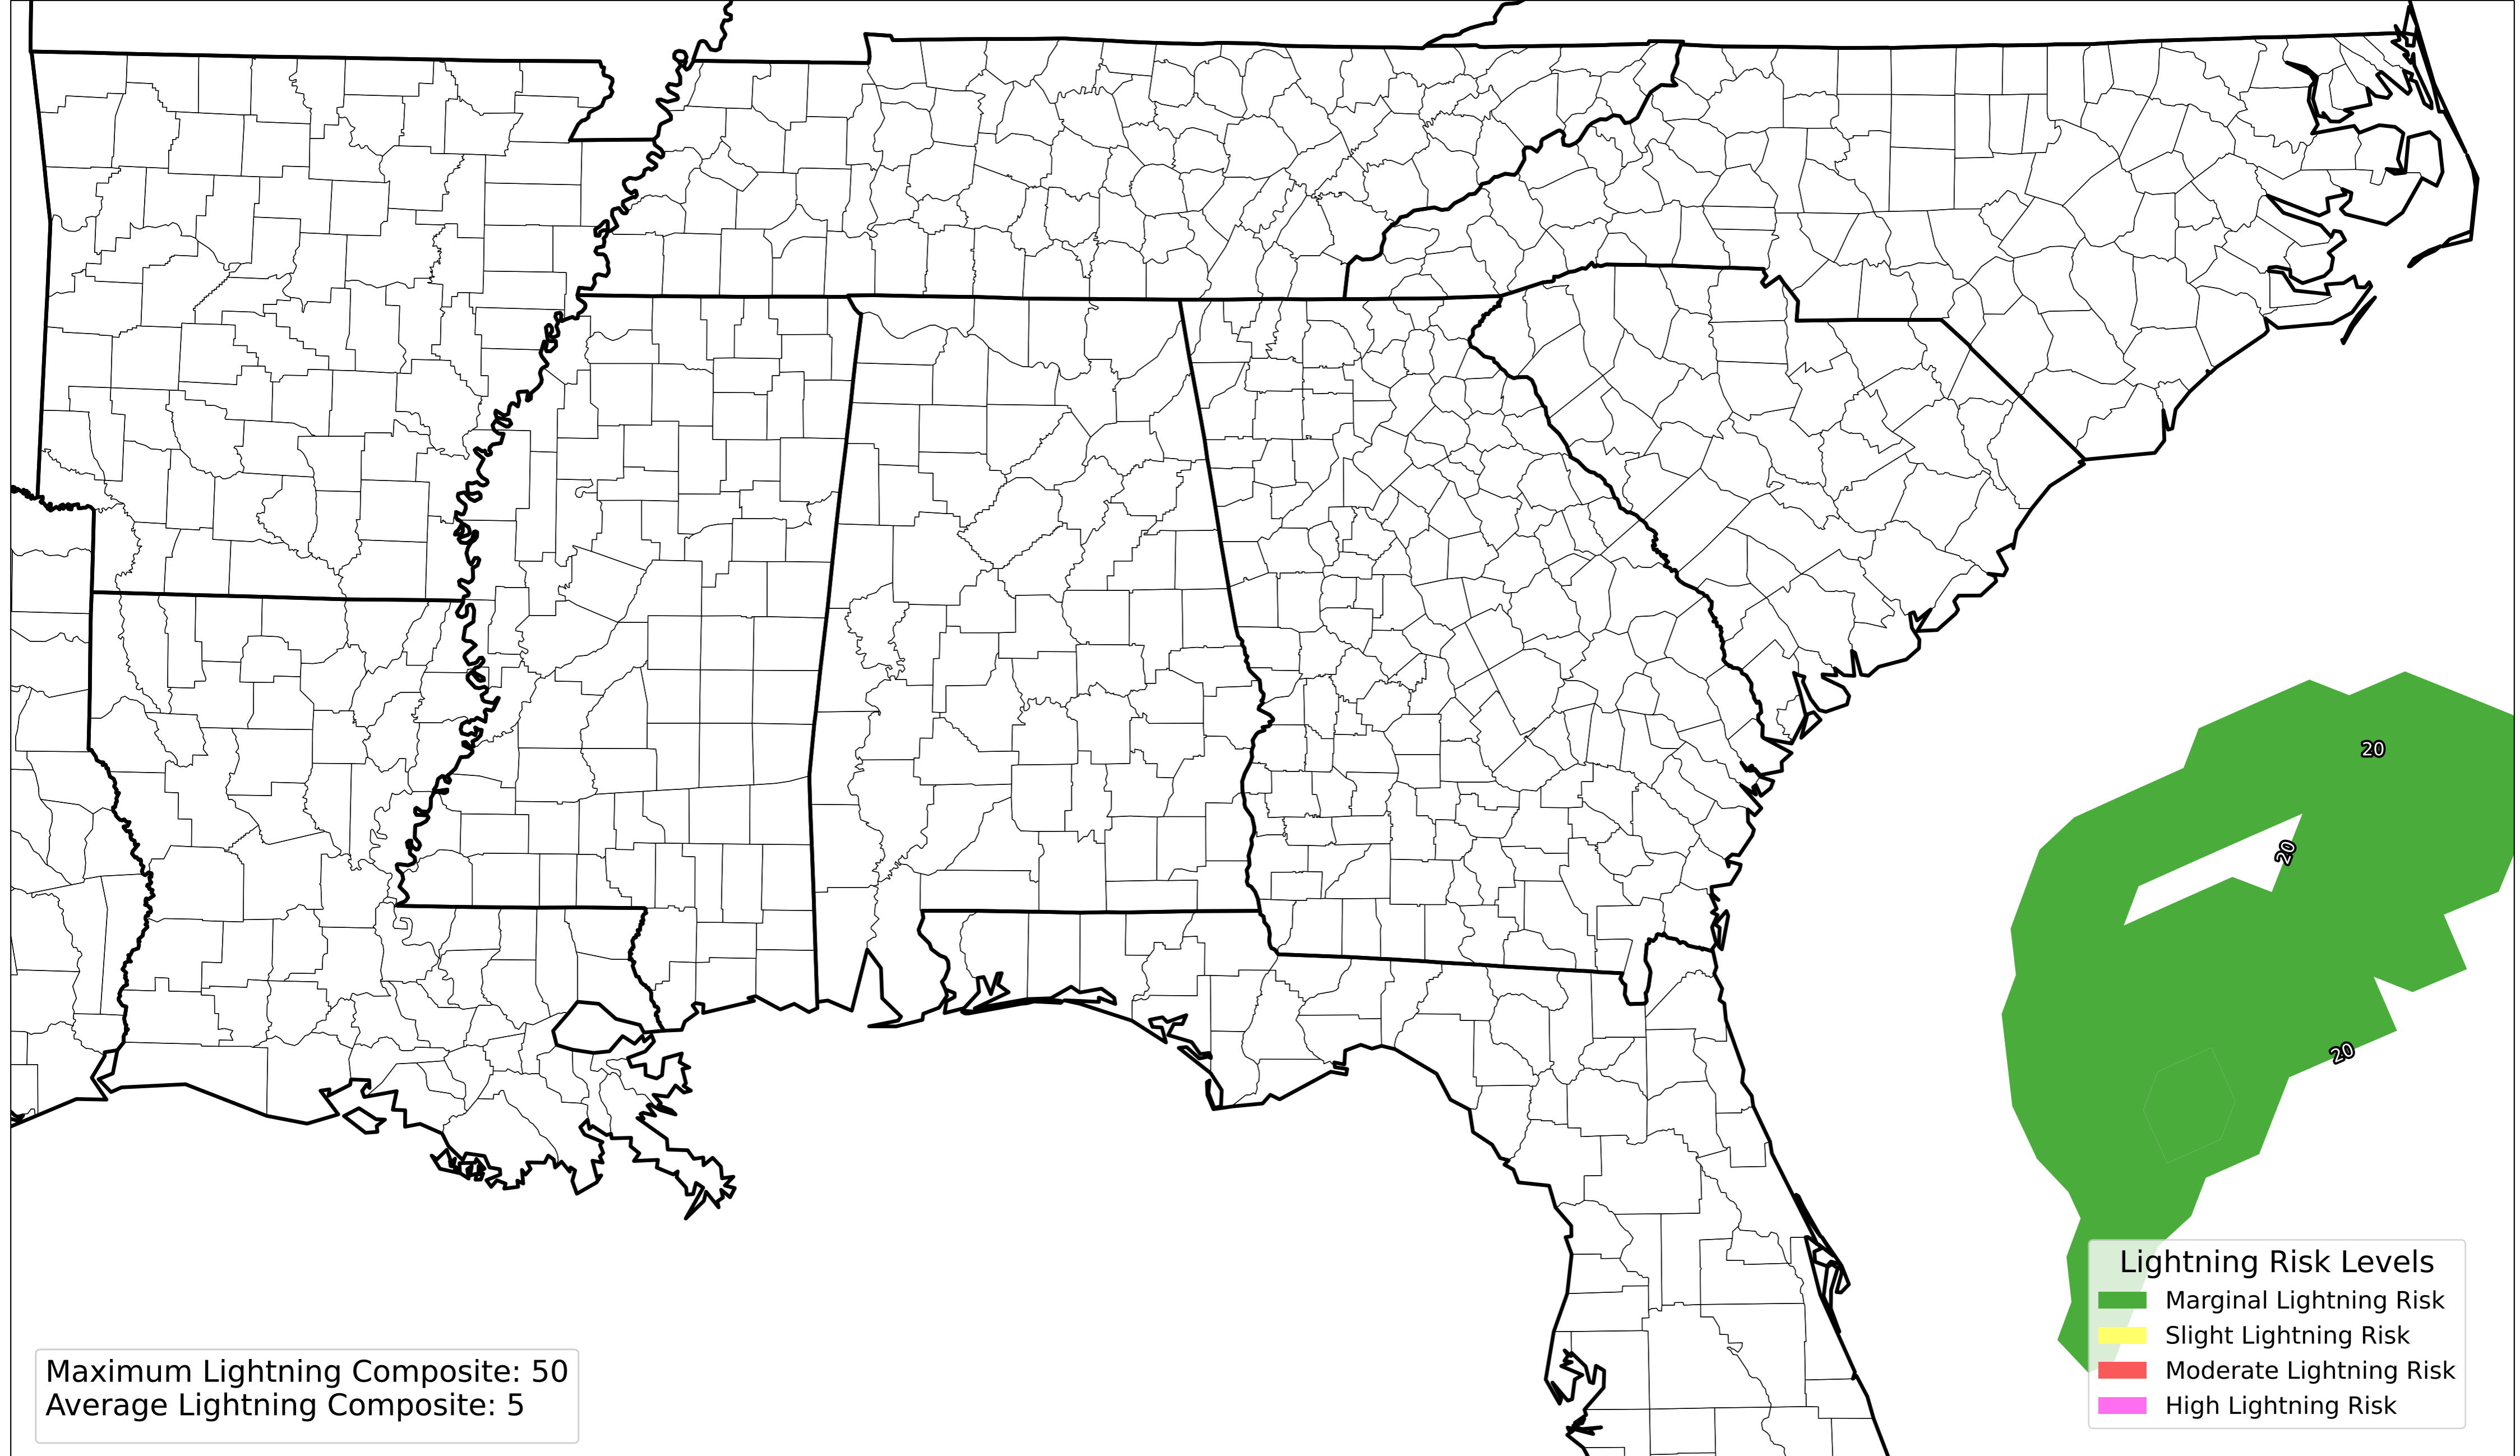 20
20
20
Lightning Risk Levels
Marginal Lightning Risk
Slight Lightning Risk
Moderate Lightning Risk
High Lightning Risk
Maximum Lightning Composite: 50
Average Lightning Composite: 5